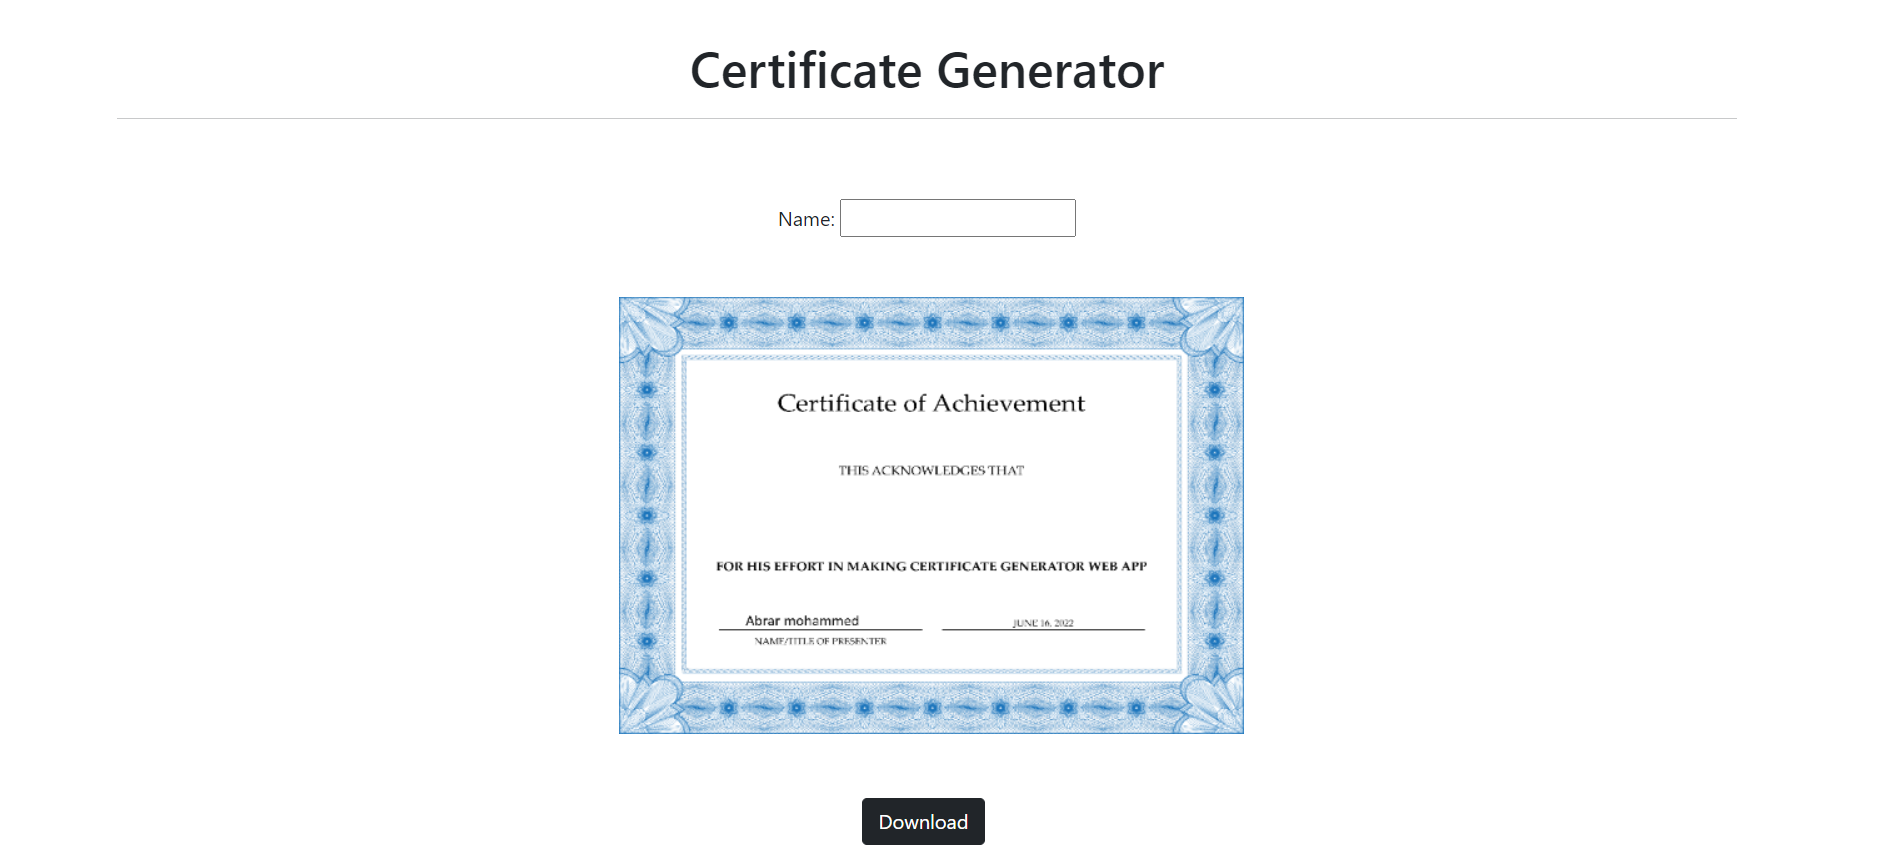 Certificate Generator
Name:
Certificate of Achievement
THIS ACKNOWLEDGES THAT
FOR HIS EFFORT IN MAKING CERTIFICATE GENERATOR WEB APP
Abrar mohammed
JUNE 16, 2022
NAME/TITLE OF PRESENTER
Download